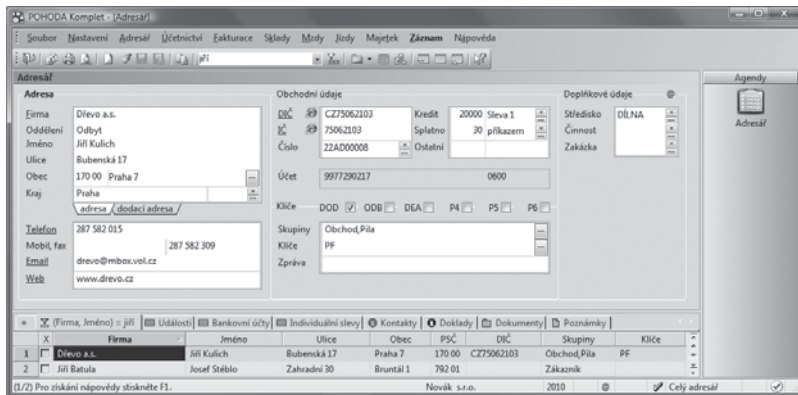 POHODA Komplet - [Adresář]
Soubor Nastavení Adresář Účetnictví Fakturace Sklady Mzdy Jízdy Majetek Záznam Nápověda
jiří
Adresář Agendy
Adresa Obchodní údaje Doplňkové údaje @
Firma Dřevo a.s. DIČ CZ75062103 Kredit 20000 Sleva 1 Středisko DÍLNA
Oddělení Odbyt IČ 75062103 Splatno 30 příkazem Činnost Adresář
Jméno Jiří Kulich Číslo 22AD00008 Ostatní Zakázka
Ulice Bubenská 17
Obec 170 00 Praha 7 Účet 9977290217 0600
Kraj Praha
adresa dodací adresa Klíče DOD ODB DEA P4 P5 P6
Telefon 287 582 015 Skupiny Obchod,Pila
Mobil, fax 287 582 309 Klíče PF
Email drevo@mbox.vol.cz Zpráva
Web www.drevo.cz
(Firma, Jméno) = jiří Události Bankovní účty Individuální slevy Kontakty Doklady Dokumenty Poznámky
X Firma Jméno Ulice Obec PSČ DIČ Skupiny Klíče
1 Dřevo a.s. Jiří Kulich Bubenská 17 Praha 7 170 00 CZ75062103 Obchod,Pila PF
2 Jiří Batula Josef Stéblo Zahradní 30 Bruntál 1 792 01 Zákazník
(1/2) Pro získání nápovědy stiskněte F1. Novák s.r.o. 2010 @ Celý adresář